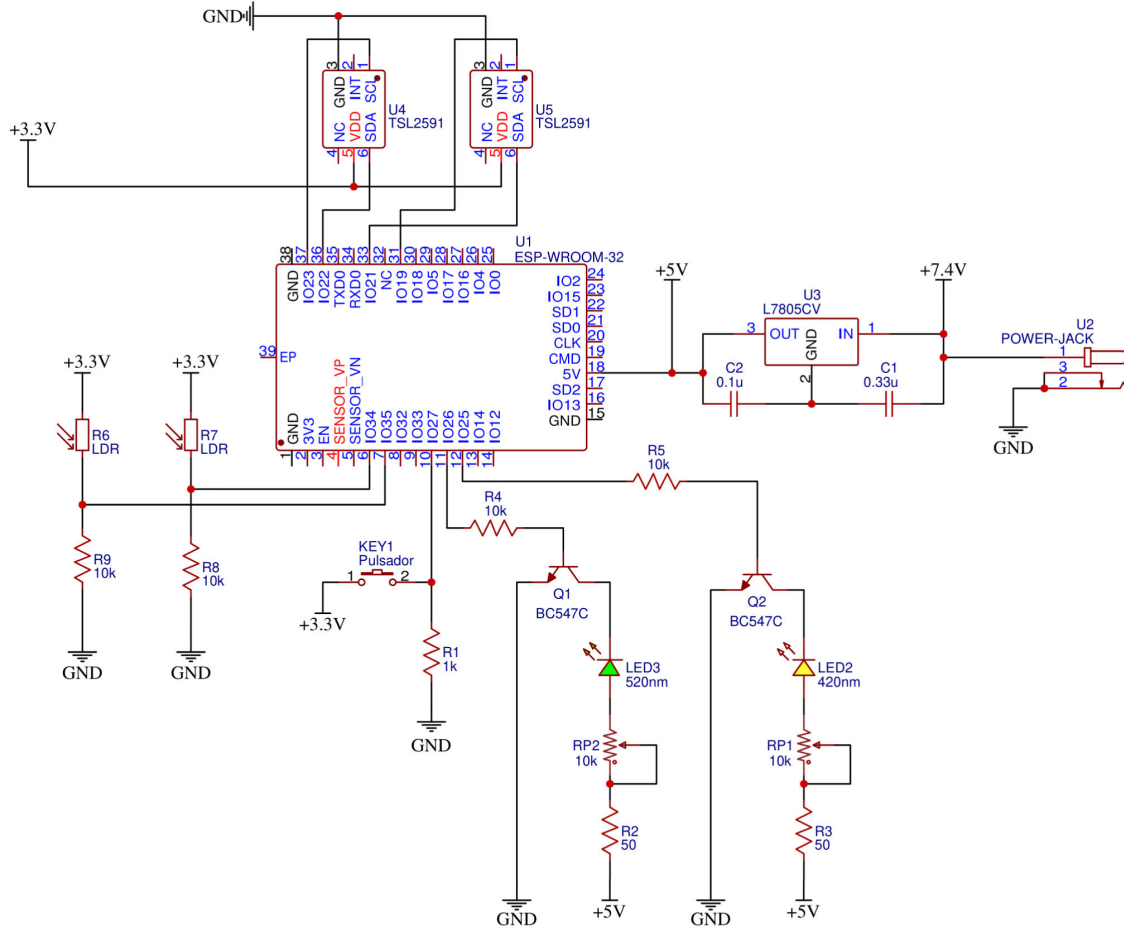 GND
3
2
1
GND
INT
SCL
NC
VDD
SDA
4
5
6
U4
TSL2591
3
2
1
GND
INT
SCL
NC
VDD
SDA
4
5
6
U5
TSL2591
+3.3V
U1
ESP-WROOM-32
38
37
36
35
34
33
32
31
30
29
28
27
26
25
GND
IO23
IO22
TXD0
RXD0
IO21
NC
IO19
IO18
IO5
IO17
IO16
IO4
IO0
39 EP
IO2 24
IO15 23
SD1 22
SD0 21
CLK 20
CMD 19
5V 18
SD2 17
IO13 16
GND 15
GND
3V3
EN
SENSOR_VP
SENSOR_VN
IO34
IO35
IO32
IO33
IO27
IO26
IO25
IO14
IO12
1
2
3
4
5
6
7
8
9
10
11
12
13
14
+5V
+7.4V
U3
L7805CV
3 OUT IN 1
GND
2
C2
0.1u
C1
0.33u
U2
POWER-JACK
1
3
2
GND
+3.3V
+3.3V
R6
LDR
R7
LDR
R9
10k
R8
10k
GND
GND
KEY1
Pulsador
1 2
+3.3V
R1
1k
GND
R4
10k
R5
10k
Q1
BC547C
Q2
BC547C
LED3
520nm
LED2
420nm
RP2
10k
RP1
10k
R2
50
R3
50
GND
+5V
GND
+5V